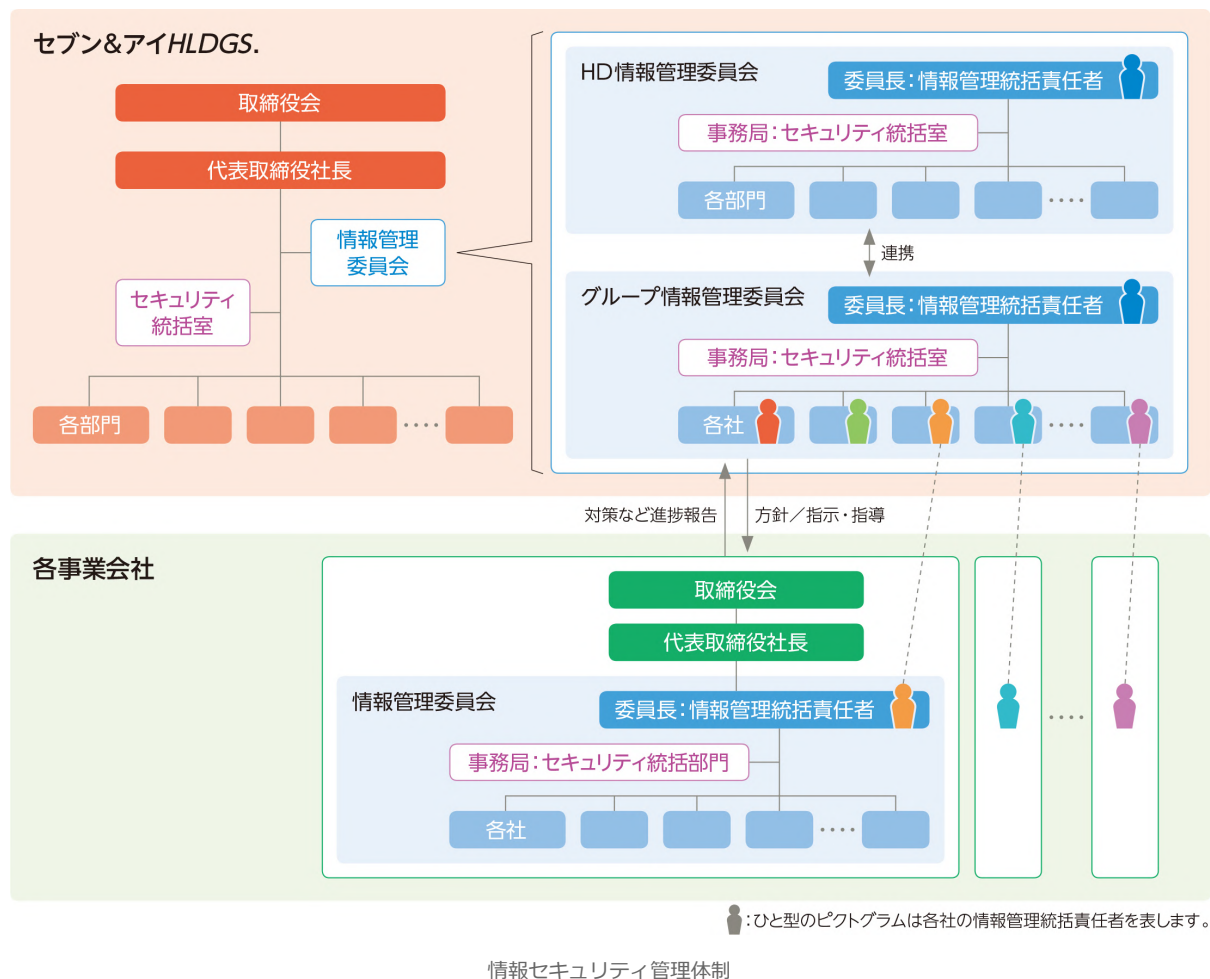 セブン&アイHLDGS.
取締役会
代表取締役社長
情報管理
委員会
セキュリティ
統括室
各部門
････
HD情報管理委員会
委員長：情報管理統括責任者
事務局：セキュリティ統括室
各部門
････
連携
グループ情報管理委員会
委員長：情報管理統括責任者
事務局：セキュリティ統括室
各社
････
対策など進捗報告
方針／指示・指導
各事業会社
取締役会
代表取締役社長
情報管理委員会
委員長：情報管理統括責任者
事務局：セキュリティ統括部門
各社
････
････
：ひと型のピクトグラムは各社の情報管理統括責任者を表します。
情報セキュリティ管理体制